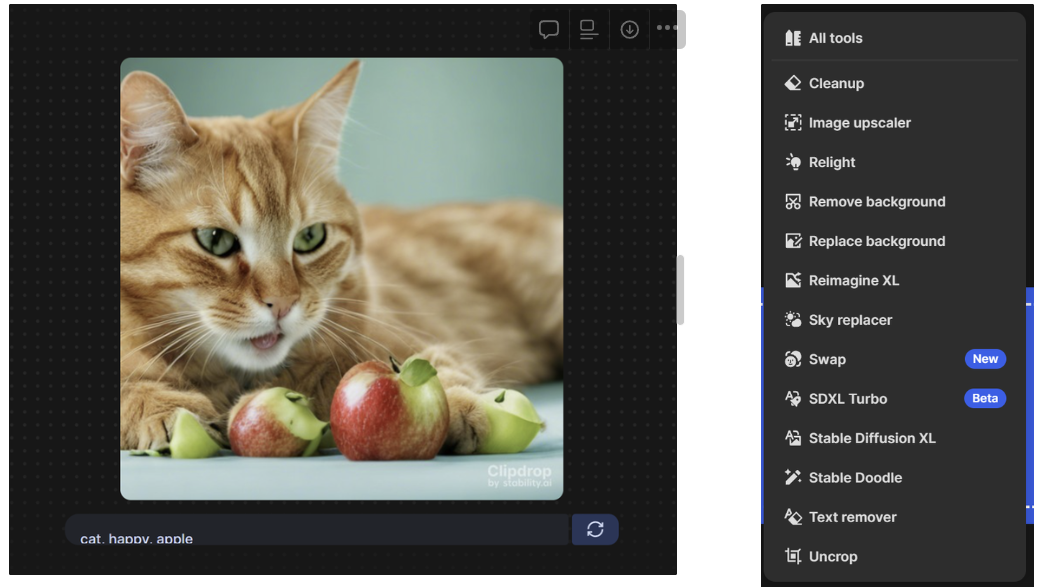 Clipdrop
by stability.ai
cat, happy, apple
All tools
Cleanup
Image upscaler
Relight
Remove background
Replace background
Reimagine XL
Sky replacer
Swap New
SDXL Turbo Beta
Stable Diffusion XL
Stable Doodle
Text remover
Uncrop